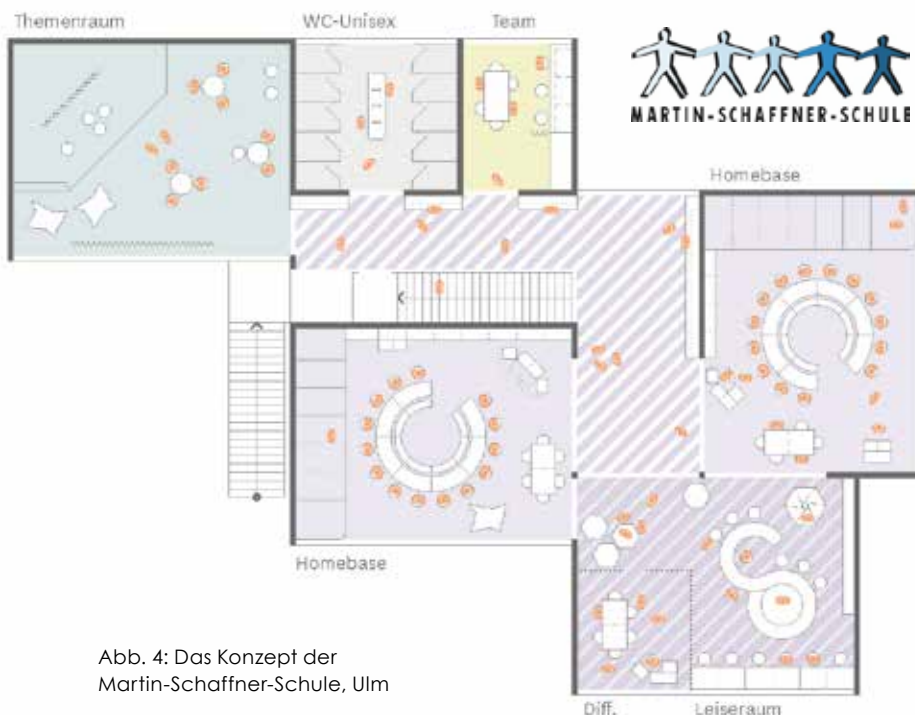 Themenraum
WC-Unisex
Team
MARTIN-SCHAFFNER-SCHULE
Homebase
Homebase
Abb. 4: Das Konzept der
Martin-Schaffner-Schule, Ulm
Diff.
Leiseraum